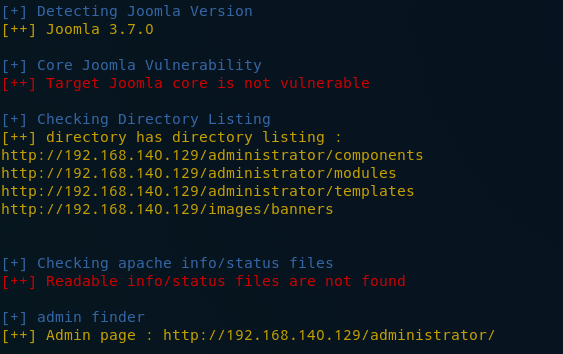 [+] Detecting Joomla Version
[++] Joomla 3.7.0
[+] Core Joomla Vulnerability
[++] Target Joomla core is not vulnerable
[+] Checking Directory Listing
[++] directory has directory listing :
http://192.168.140.129/administrator/components
http://192.168.140.129/administrator/modules
http://192.168.140.129/administrator/templates
http://192.168.140.129/images/banners
[+] Checking apache info/status files
[++] Readable info/status files are not found
[+] admin finder
[++] Admin page : http://192.168.140.129/administrator/